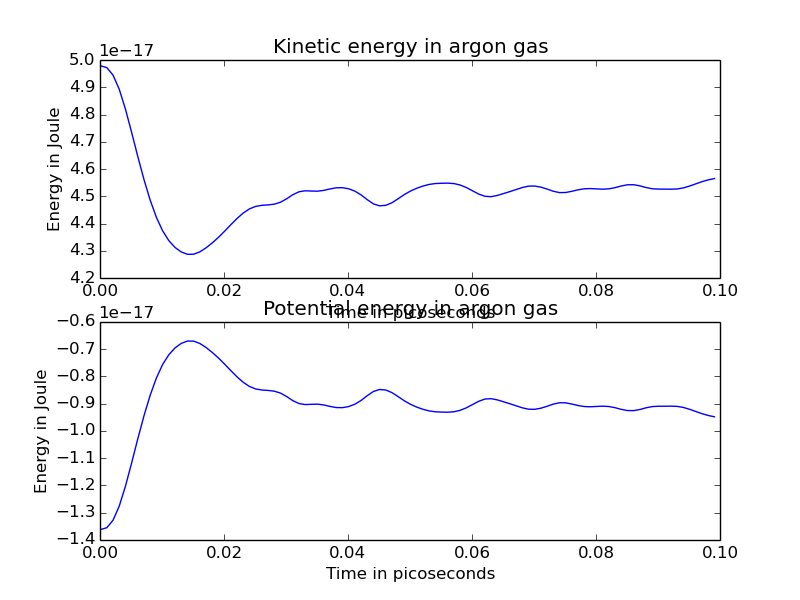 Kinetic energy in argon gas
1e−17
5.0
4.9
4.8
4.7
4.6
4.5
4.4
4.3
4.2
Energy in Joule
0.00 0.02 0.04 0.06 0.08 0.10
Time in picoseconds
Potential energy in argon gas
1e−17
−0.6
−0.7
−0.8
−0.9
−1.0
−1.1
−1.2
−1.3
−1.4
Energy in Joule
0.00 0.02 0.04 0.06 0.08 0.10
Time in picoseconds